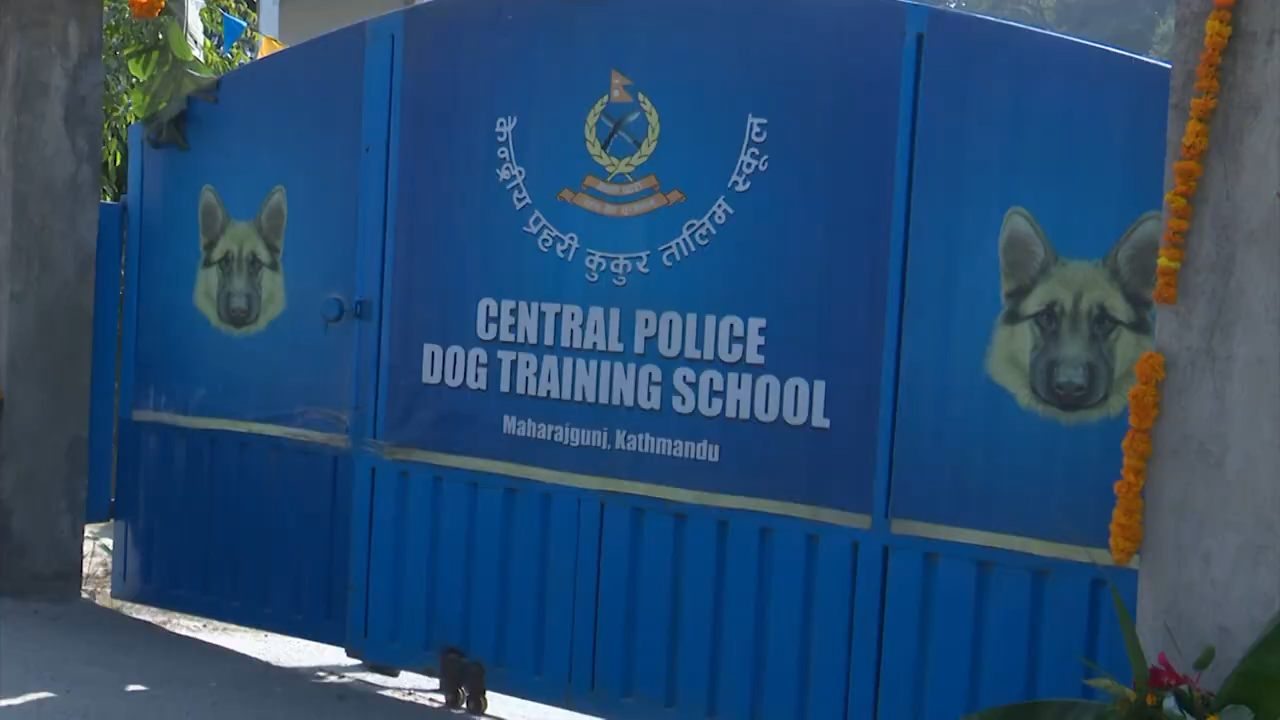 केन्द्रीय प्रहरी कुकुर तालिम स्कूल
CENTRAL POLICE
DOG TRAINING SCHOOL
Maharajgunj, Kathmandu